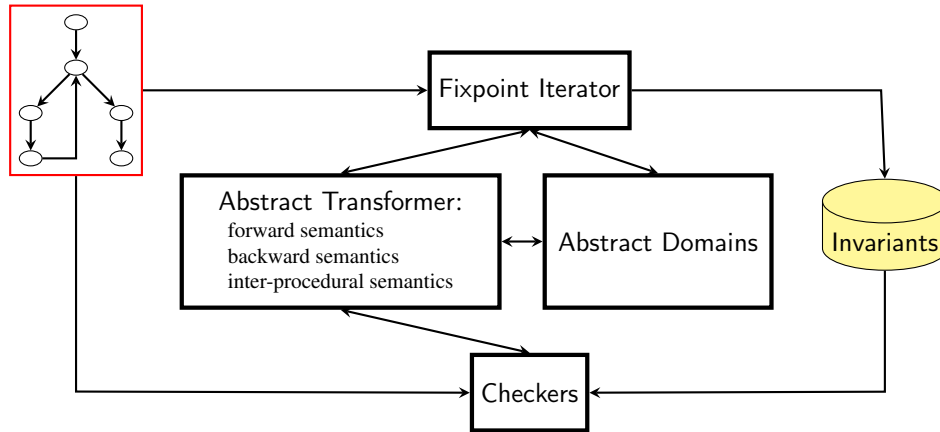 Fixpoint Iterator
Abstract Transformer:
forward semantics
backward semantics
inter-procedural semantics
Abstract Domains
Invariants
Checkers